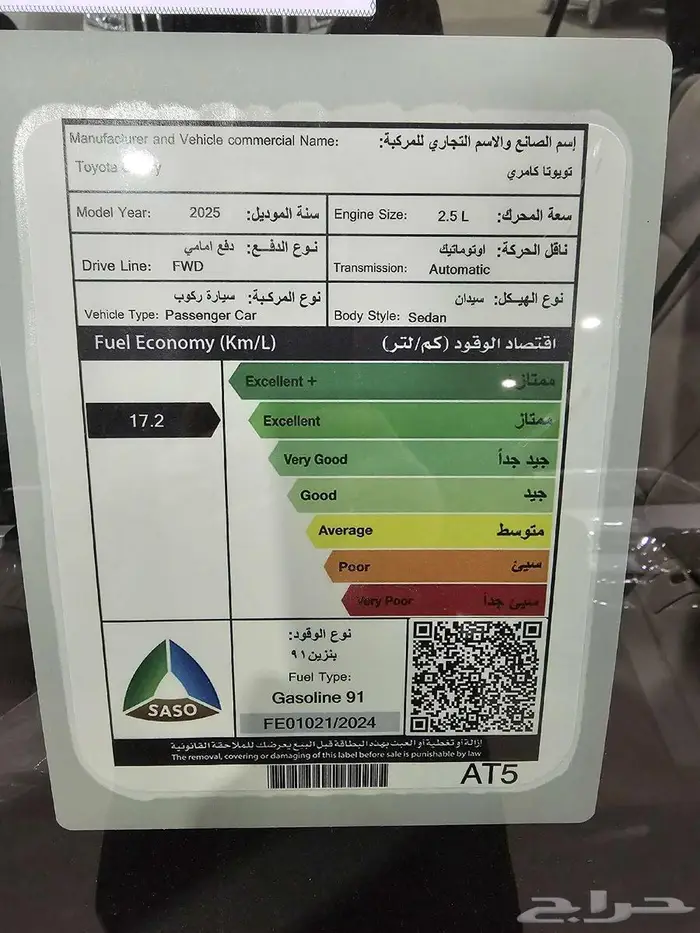 Manufacturer and Vehicle commercial Name: إسم الصانع والاسم التجاري للمركبة:
Toyota تويوتا كامري
Model Year: 2025 سنة الموديل: Engine Size: 2.5 L سعة المحرك:
نوع الدفع: دفع امامي ناقل الحركة: اوتوماتيك
Drive Line: FWD Transmission: Automatic
نوع المركبة: سيارة ركوب نوع الهيكل: سيدان
Vehicle Type: Passenger Car Body Style: Sedan
Fuel Economy (Km/L) اقتصاد الوقود (كم/لتر)
Excellent + ممتاز
17.2 Excellent ممتاز
Very Good جيد جداً
Good جيد
Average متوسط
Poor سيئ
Very Poor سيئ جداً
نوع الوقود:
بنزين ٩١
Fuel Type:
Gasoline 91
SASO
FE01021/2024
إزالة أو تغطية أو العبث بهذه البطاقة قبل البيع يعرضك للملاحقة القانونية
The removal, covering or damaging of this label before sale is punishable by law
AT5
حراج